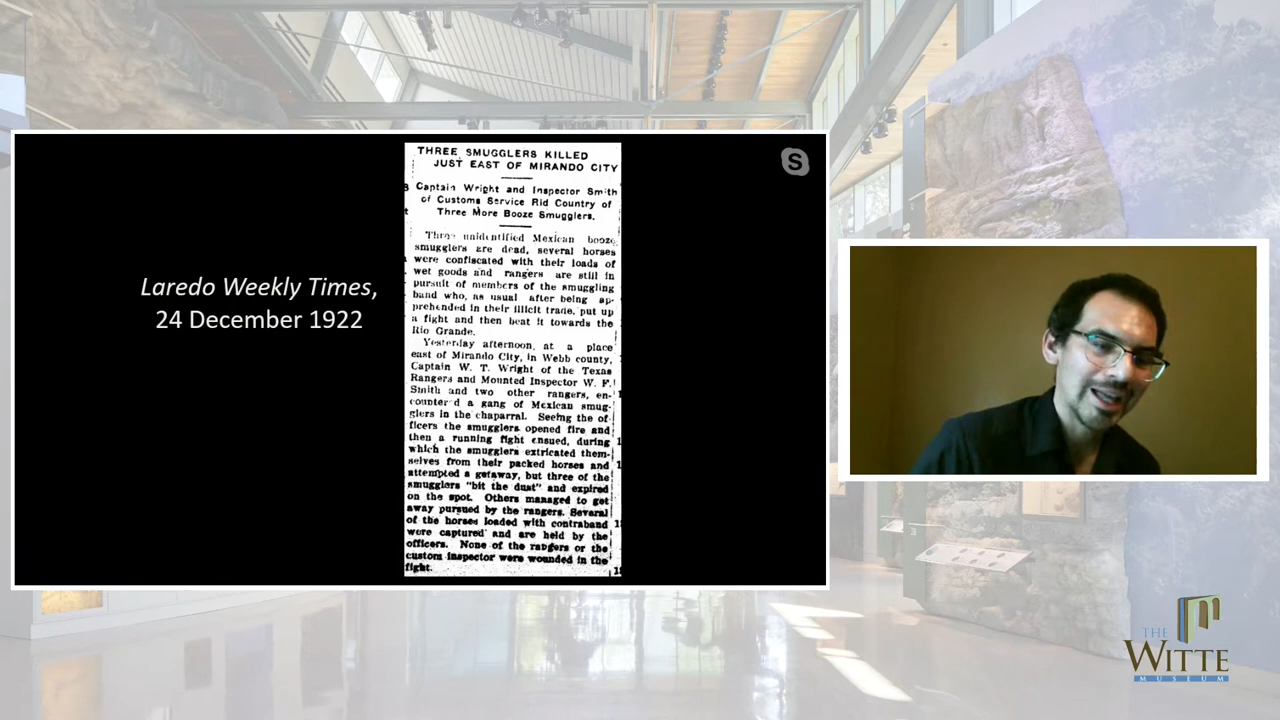 Laredo Weekly Times,
24 December 1922
THREE SMUGGLERS KILLED
JUST EAST OF MIRANDO CITY
Captain Wright and Inspector Smith
of Customs Service Rid Country of
Three More Booze Smugglers.
Three unidentified Mexican booze
smugglers are dead, several horses
were confiscated with their loads of
wet goods and rangers are still in
pursuit of members of the smuggling
band who, as usual after being ap-
prehended in their illicit trade, put up
a fight and then beat it towards the
Rio Grande.
Yesterday afternoon, at a place
east of Mirando City, in Webb county,
Captain W. T. Wright of the Texas
Rangers and Mounted Inspector W. F.
Smith and two other rangers, en-
countered a gang of Mexican smug-
glers in the chaparral. Seeing the of-
ficers the smugglers opened fire and
then a running fight ensued, during
which the smugglers extricated them-
selves from their packed horses and
attempted a getaway, but three of the
smugglers "bit the dust" and expired
on the spot. Others managed to get
away pursued by the rangers. Several
of the horses loaded with contraband
were captured and are held by the
officers. None of the rangers or the
custom inspector were wounded in the
fight.
S
THE
WITTE
MUSEUM